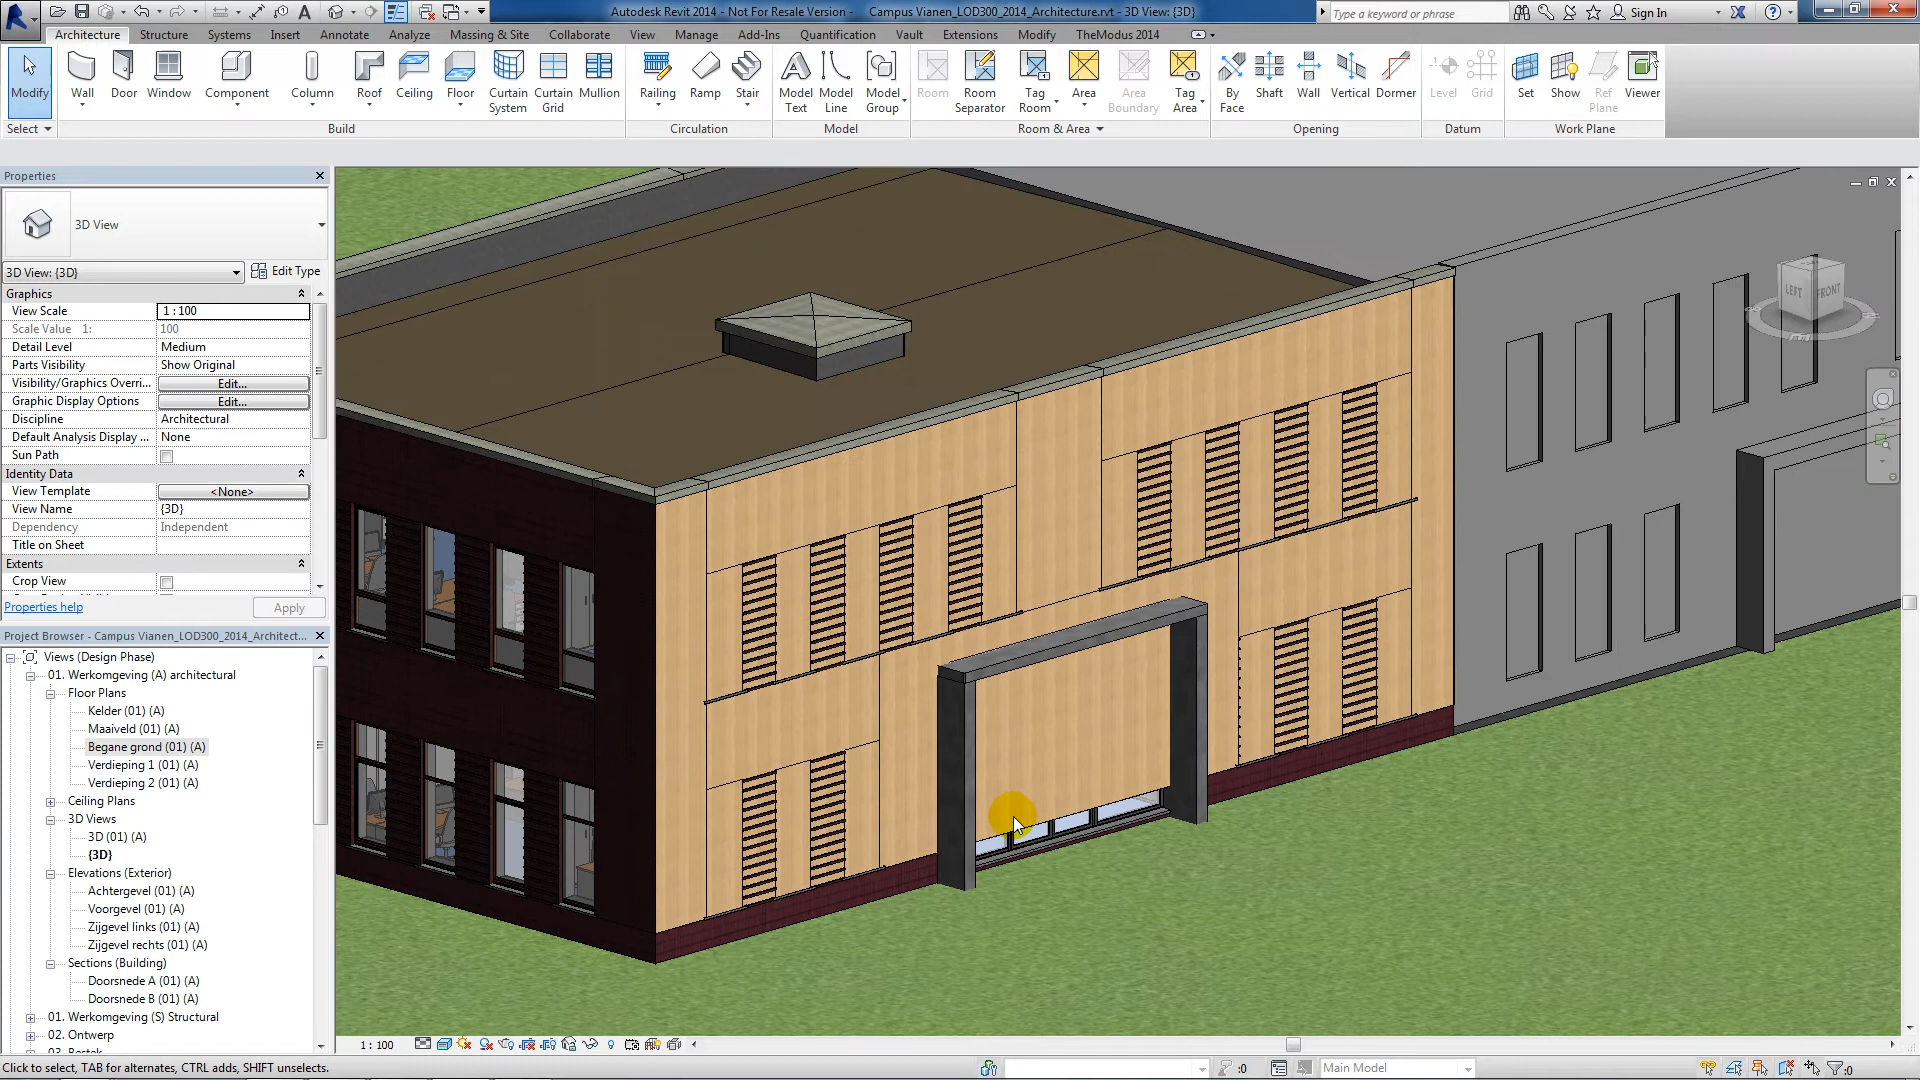 Autodesk Revit 2014 - Not For Resale Version - Campus Vianen_LOD300_2014_Architecture.rvt - 3D View: {3D}
Type a keyword or phrase
Sign In
Architecture Structure Systems Insert Annotate Analyze Massing & Site Collaborate View Manage Add-Ins Quantification Vault Extensions Modify TheModus 2014
Modify Wall Door Window Component Column Roof Ceiling Floor Curtain System Curtain Grid Mullion Railing Ramp Stair Model Text Model Line Model Group Room Room Separator Tag Room Area Area Boundary Tag Area By Face Shaft Wall Vertical Dormer Level Grid Set Show Ref Plane Viewer
Select Build Circulation Model Room & Area Opening Datum Work Plane
Properties
3D View
3D View: {3D} Edit Type
Graphics
View Scale 1 : 100
Scale Value 1: 100
Detail Level Medium
Parts Visibility Show Original
Visibility/Graphics Overri... Edit...
Graphic Display Options Edit...
Discipline Architectural
Default Analysis Display ... None
Sun Path
Identity Data
View Template <None>
View Name {3D}
Dependency Independent
Title on Sheet
Extents
Crop View
Properties help Apply
Project Browser - Campus Vianen_LOD300_2014_Architect...
Views (Design Phase)
01. Werkomgeving (A) architectural
Floor Plans
Kelder (01) (A)
Maaiveld (01) (A)
Begane grond (01) (A)
Verdieping 1 (01) (A)
Verdieping 2 (01) (A)
Ceiling Plans
3D Views
3D (01) (A)
{3D}
Elevations (Exterior)
Achtergevel (01) (A)
Voorgevel (01) (A)
Zijgevel links (01) (A)
Zijgevel rechts (01) (A)
Sections (Building)
Doorsnede A (01) (A)
Doorsnede B (01) (A)
01. Werkomgeving (S) Structural
02. Ontwerp
LEFT FRONT
1 : 100
Click to select, TAB for alternates, CTRL adds, SHIFT unselects.
:0
Main Model
:0